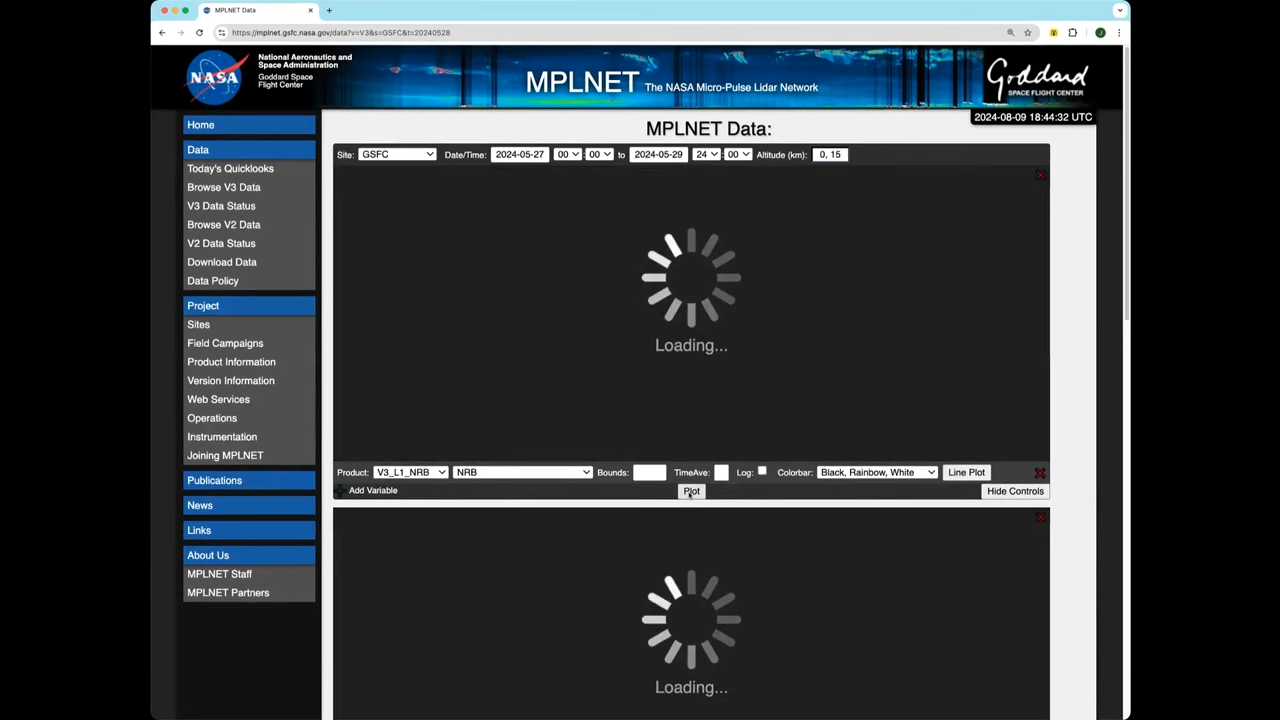 MPLNET Data
https://mplnet.gsfc.nasa.gov/data?v=V3&s=GSFC&t=20240528
NASA
National Aeronautics and
Space Administration
Goddard Space
Flight Center
MPLNET The NASA Micro-Pulse Lidar Network
Goddard
SPACE FLIGHT CENTER
2024-08-09 18:44:32 UTC
Home
Data
Today's Quicklooks
Browse V3 Data
V3 Data Status
Browse V2 Data
V2 Data Status
Download Data
Data Policy
Project
Sites
Field Campaigns
Product Information
Version Information
Web Services
Operations
Instrumentation
Joining MPLNET
Publications
News
Links
About Us
MPLNET Staff
MPLNET Partners
MPLNET Data:
Site: GSFC Date/Time: 2024-05-27 00 : 00 to 2024-05-29 24 : 00 Altitude (km): 0, 15
Loading...
Product: V3_L1_NRB NRB Bounds: TimeAve: Log: Colorbar: Black, Rainbow, White Line Plot
Add Variable Plot Hide Controls
Loading...